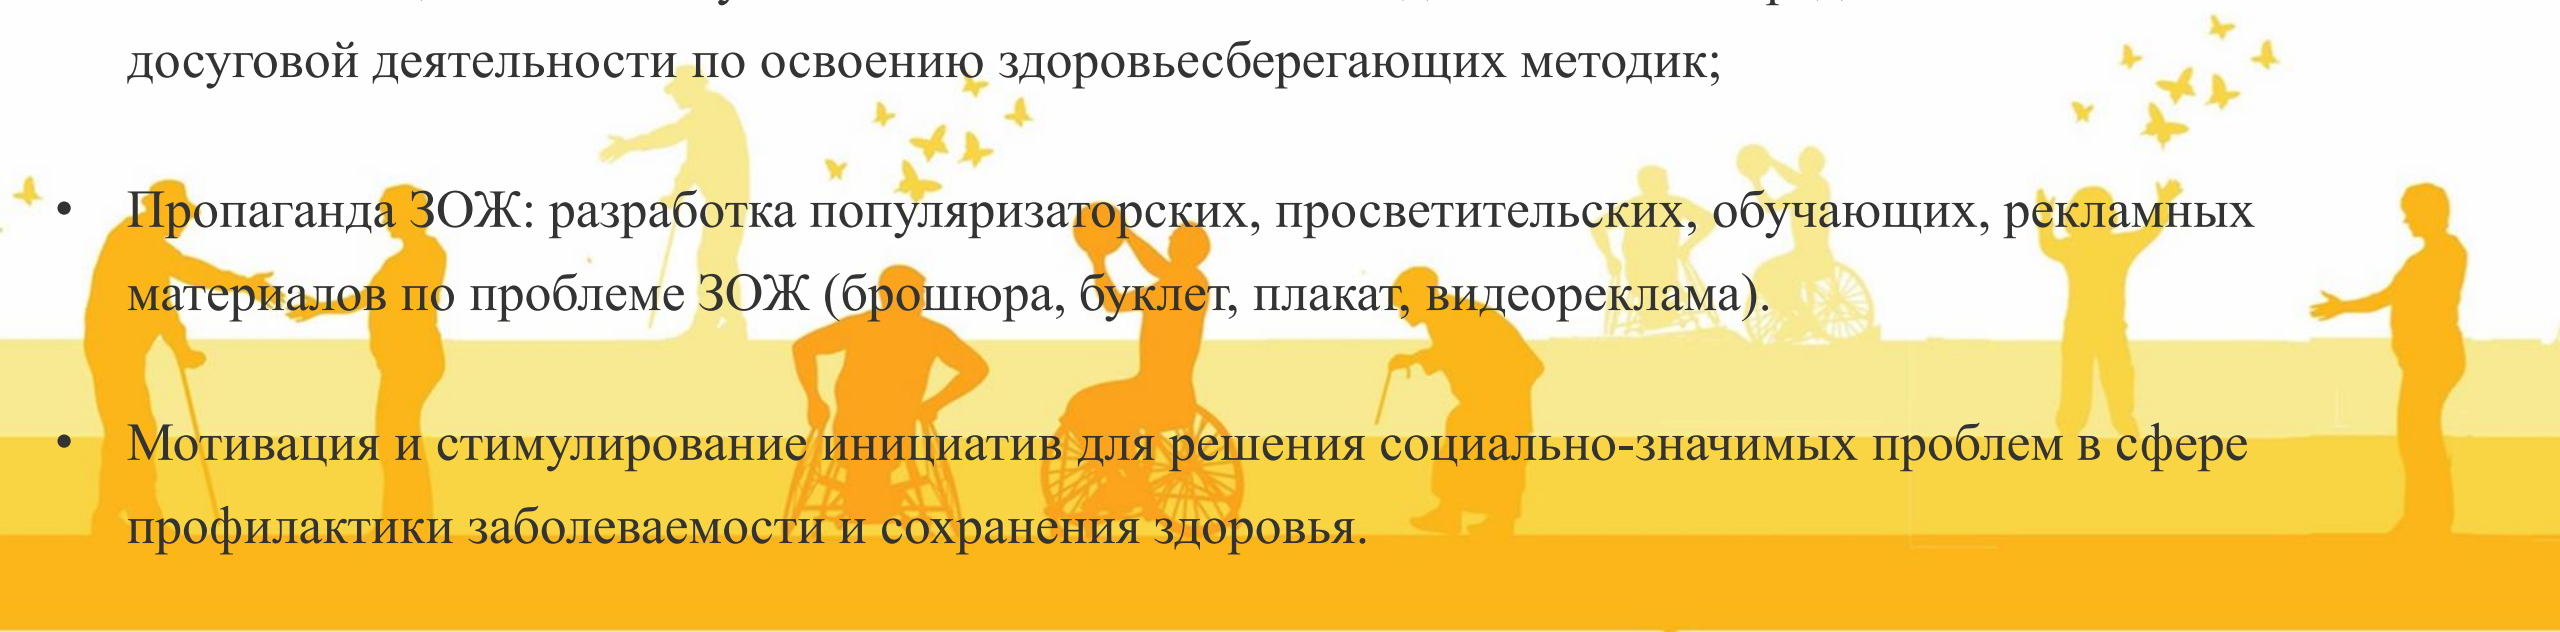 досуговой деятельности по освоению здоровьесберегающих методик;
• Пропаганда ЗОЖ: разработка популяризаторских, просветительских, обучающих, рекламных
материалов по проблеме ЗОЖ (брошюра, буклет, плакат, видеореклама).
• Мотивация и стимулирование инициатив для решения социально-значимых проблем в сфере
профилактики заболеваемости и сохранения здоровья.